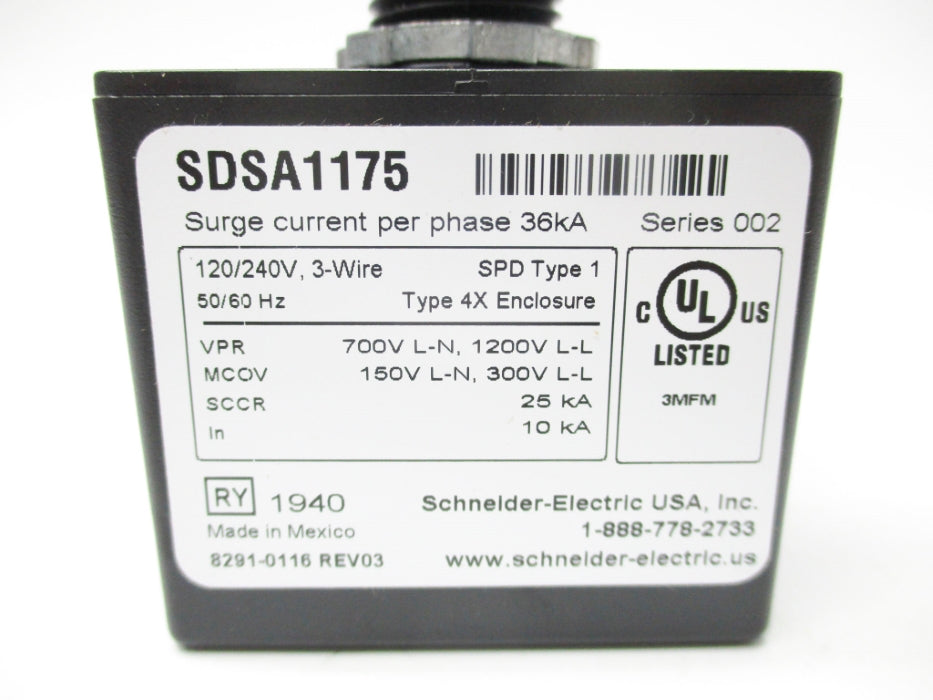 SDSA1175
Surge current per phase 36kA Series 002
120/240V, 3-Wire SPD Type 1
50/60 Hz Type 4X Enclosure
VPR 700V L-N, 1200V L-L
MCOV 150V L-N, 300V L-L
SCCR 25 kA
In 10 kA
C UL US
LISTED
3MFM
RY 1940
Made in Mexico
8291-0116 REV03
Schneider-Electric USA, Inc.
1-888-778-2733
www.schneider-electric.us